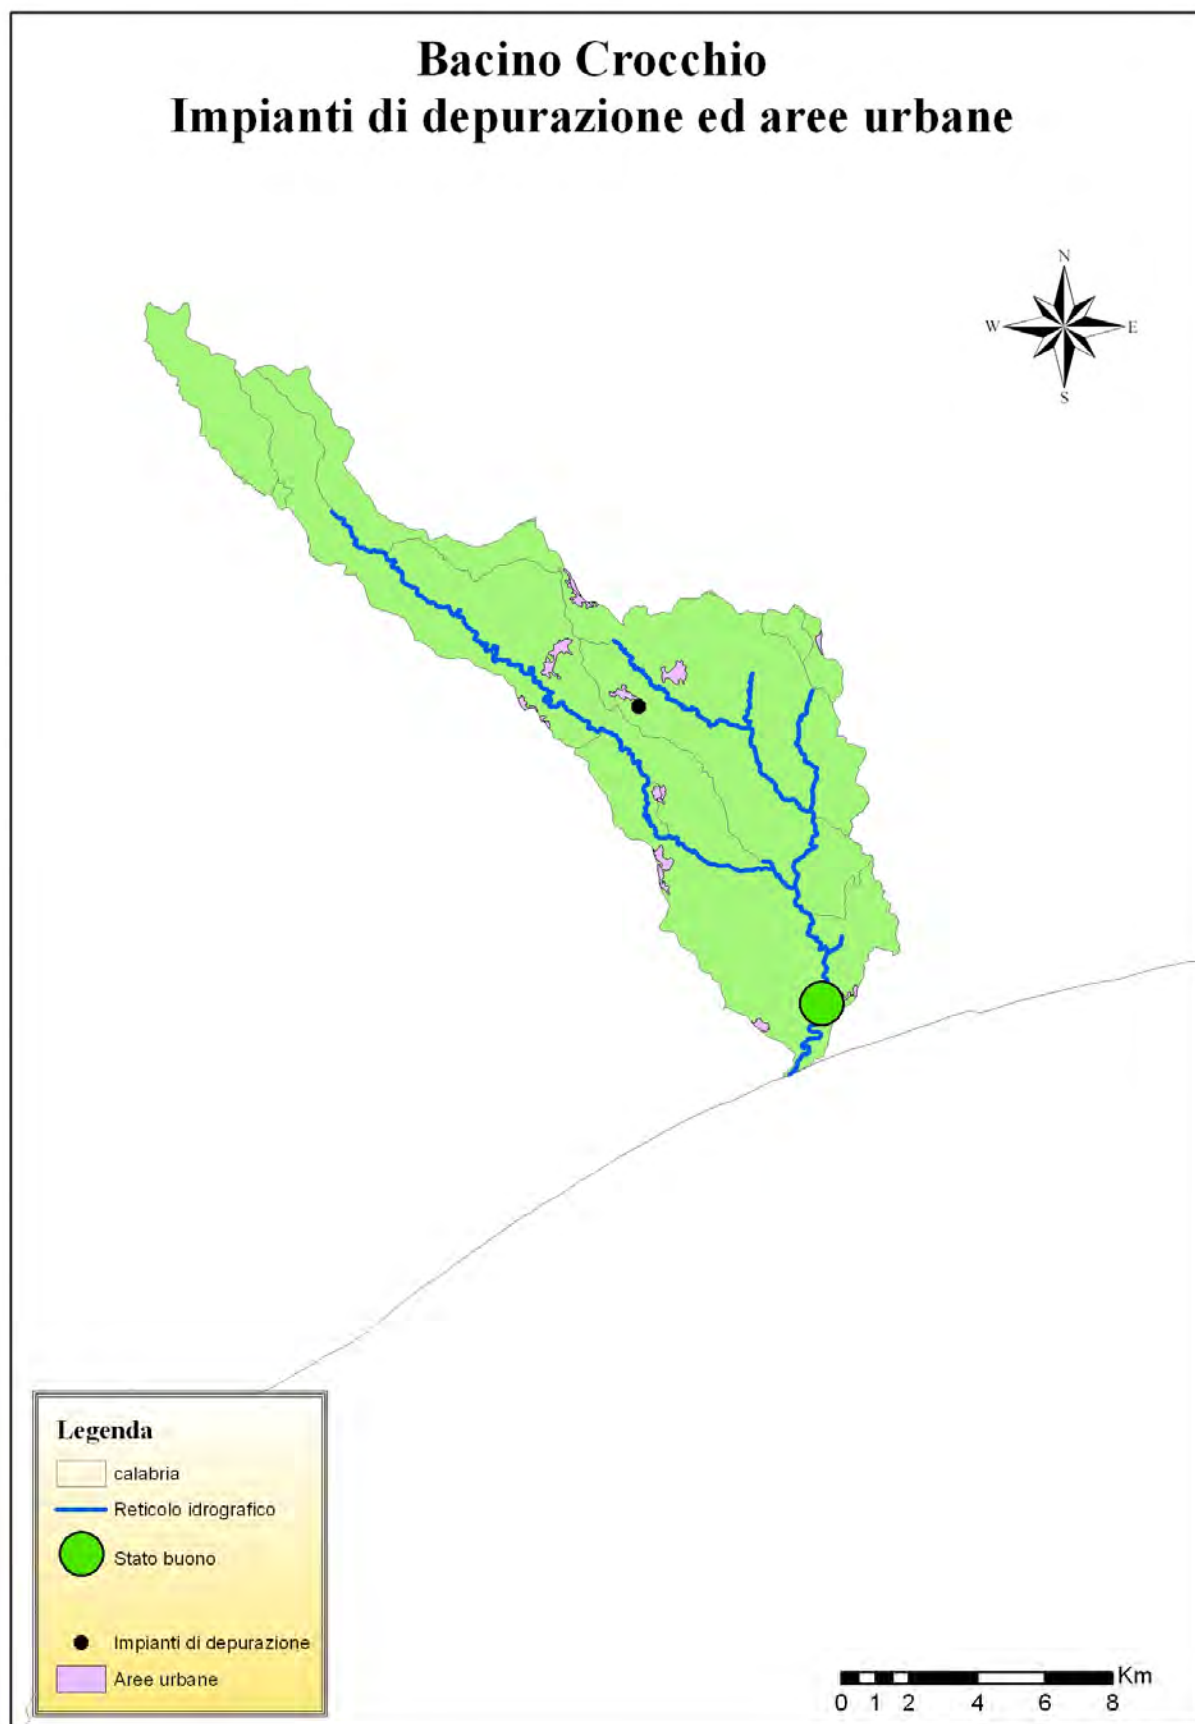 Bacino Crocchio
Impianti di depurazione ed aree urbane
N
W E
S
Legenda
calabria
Reticolo idrografico
Stato buono
Impianti di depurazione
Aree urbane
Km
0 1 2 4 6 8